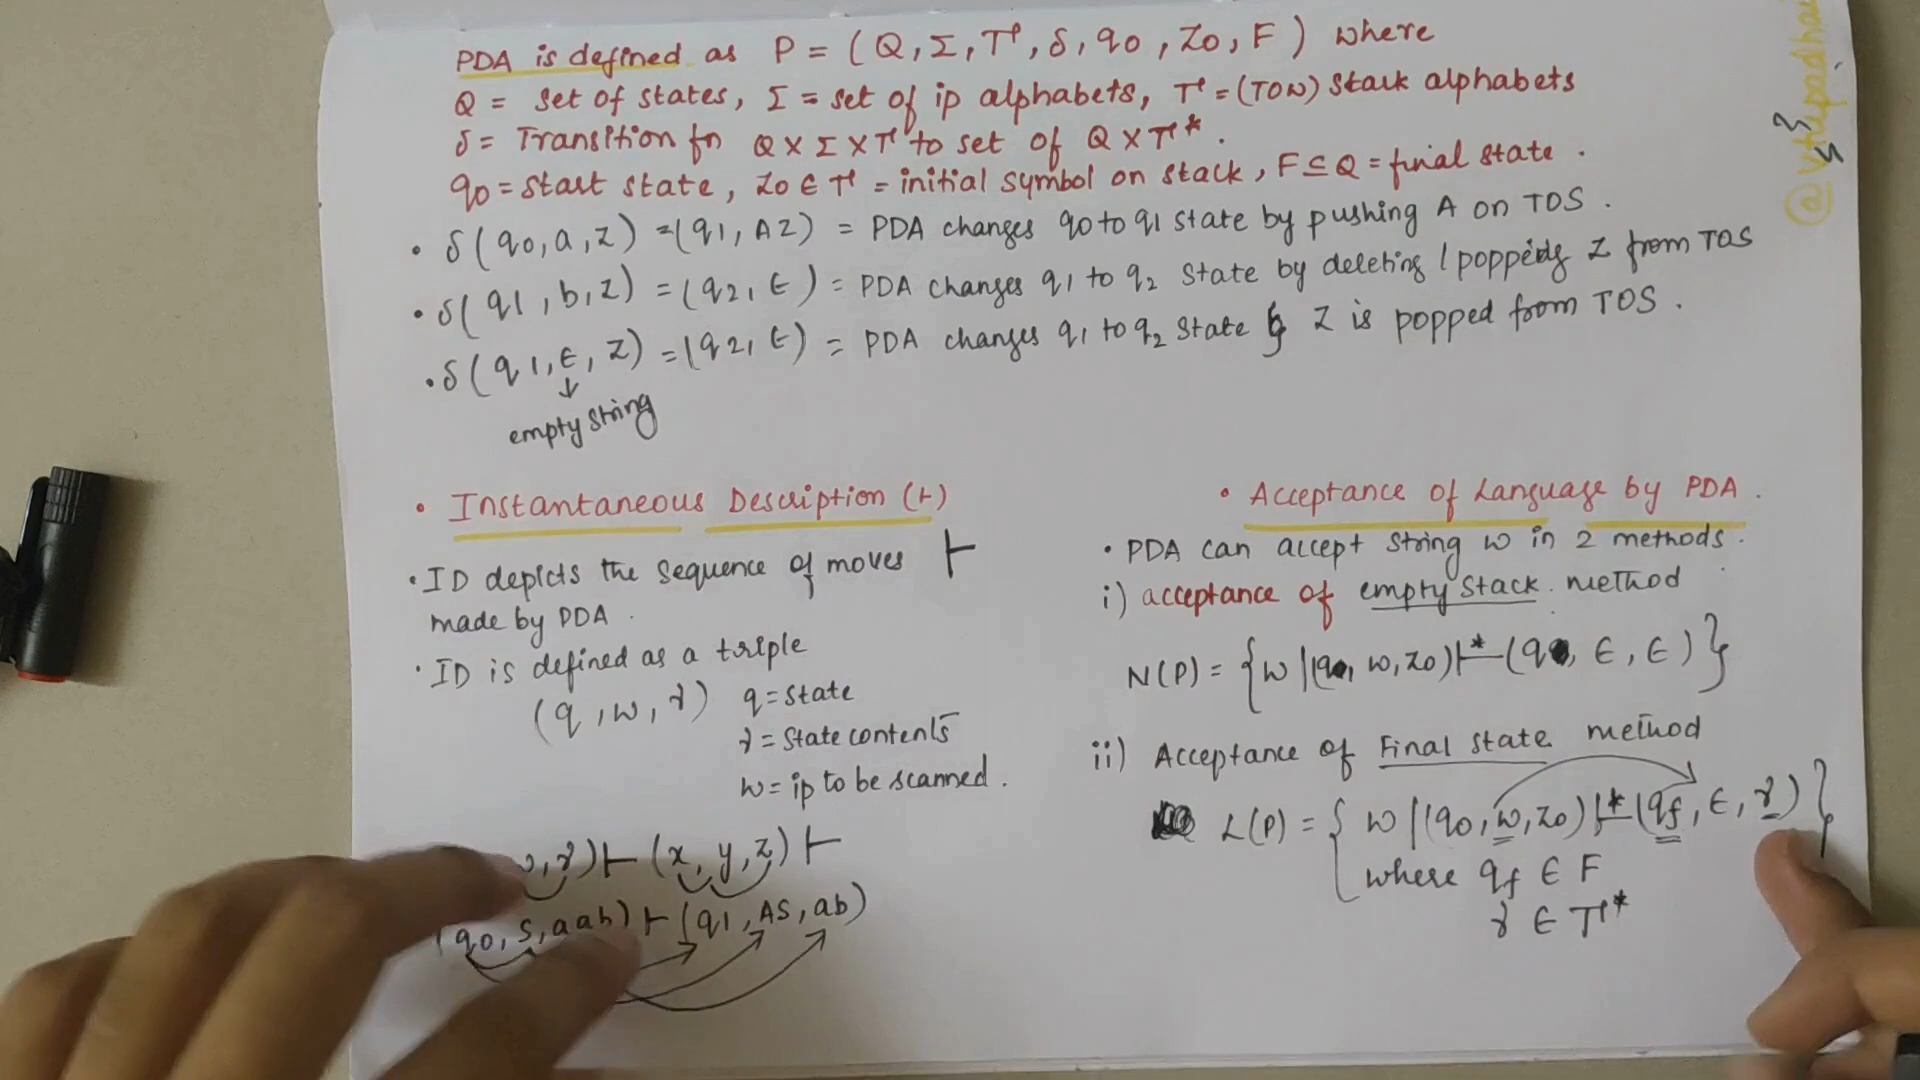 PDA is defined as P = (Q, Σ, Γ, δ, q0, Z0, F) where
Q = set of states, Σ = set of ip alphabets, Γ = (TON) Stack alphabets
δ = Transition fn Q X Σ X Γ to set of Q X Γ*.
q0 = start state, Z0 ∈ Γ = initial symbol on stack, F ⊆ Q = final state.
• δ(q0, a, Z) = (q1, AZ) = PDA changes q0 to q1 state by pushing A on TOS.
• δ(q1, b, Z) = (q2, ε) = PDA changes q1 to q2 State by deleting / Z from TOS
• δ(q1, ε, Z) = (q2, ε) = PDA changes q1 to q2 State & Z is popped from TOS.
↓
empty string
• Instantaneous Description (⊢)
• ID depicts the sequence of moves ⊢
made by PDA.
• ID is defined as a triple
(q, w, γ) q = State
γ = State contents
w = ip to be scanned.
, γ) ⊢ (x, y, z) ⊢
(q0, S, aab) ⊢ (q1, AS, ab)
• Acceptance of Language by PDA.
• PDA can accept String w in 2 methods.
i) acceptance of empty Stack. method
N(P) = { w | (q0, w, Z0) ⊢* (q, ε, ε) }
ii) Acceptance of Final State method
L(P) = { w | (q0, w, Z0) ⊢* (qf, ε, γ) }
where qf ∈ F
γ ∈ Γ*